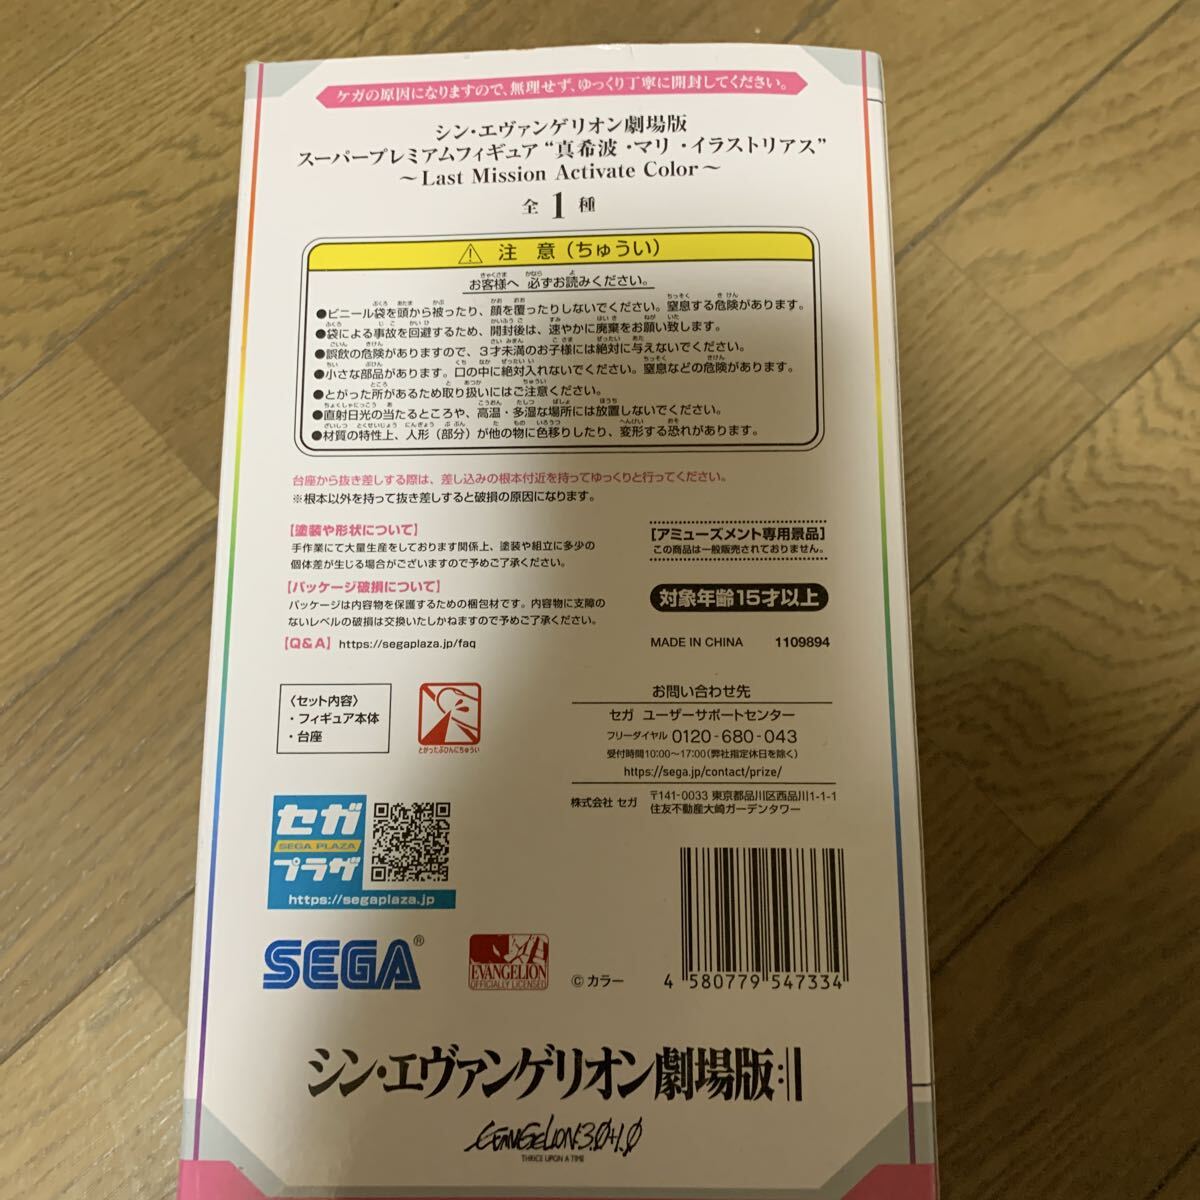 ケガの原因になりますので、無理せず、ゆっくり丁寧に開封してください。
シン・エヴァンゲリオン劇場版
スーパープレミアムフィギュア“真希波・マリ・イラストリアス”
～Last Mission Activate Color～
全1種
⚠ 注意(ちゅうい)
お客様へ 必ずお読みください。
●ビニール袋を頭から被ったり、顔を覆ったりしないでください。窒息する危険があります。
●袋による事故を回避するため、開封後は、速やかに廃棄をお願い致します。
●誤飲の危険がありますので、3才未満のお子様には絶対に与えないでください。
●小さな部品があります。口の中に絶対入れないでください。窒息などの危険があります。
●とがった所があるため取り扱いにはご注意ください。
●直射日光の当たるところや、高温・多湿な場所には放置しないでください。
●材質の特性上、人形(部分)が他の物に色移りしたり、変形する恐れがあります。
台座から抜き差しする際は、差し込みの根本付近を持ってゆっくりと行ってください。
※根本以外を持って抜き差しすると破損の原因になります。
【塗装や形状について】
手作業にて大量生産をしております関係上、塗装や組立に多少の
個体差が生じる場合がございますので予めご了承ください。
【パッケージ破損について】
パッケージは内容物を保護するための梱包材です。内容物に支障の
ないレベルの破損は交換いたしかねますので予めご了承ください。
【Q&A】https://segaplaza.jp/faq
[アミューズメント専用景品]
この商品は一般販売されておりません。
対象年齢15才以上
MADE IN CHINA 1109894
〈セット内容〉
・フィギュア本体
・台座
とがったぶひんにちゅうい
お問い合わせ先
セガ ユーザーサポートセンター
フリーダイヤル 0120-680-043
受付時間10:00～17:00(弊社指定休日を除く)
https://sega.jp/contact/prize/
株式会社 セガ 〒141-0033 東京都品川区西品川1-1-1
住友不動産大崎ガーデンタワー
セガ
SEGA PLAZA
プラザ
https://segaplaza.jp
SEGA®
EVANGELION
OFFICIALLY LICENSED
© カラー
4 580779 547334
シン・エヴァンゲリオン劇場版:||
EVANGELION:3.0+1.0
THRICE UPON A TIME